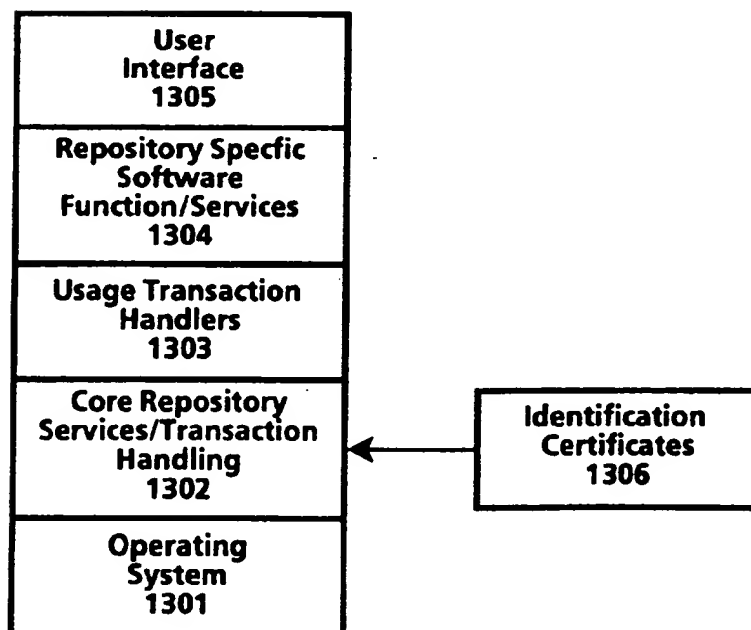 User
Interface
1305
Repository Specfic
Software
Function/Services
1304
Usage Transaction
Handlers
1303
Core Repository
Services/Transaction
Handling
1302
Identification
Certificates
1306
Operating
System
1301